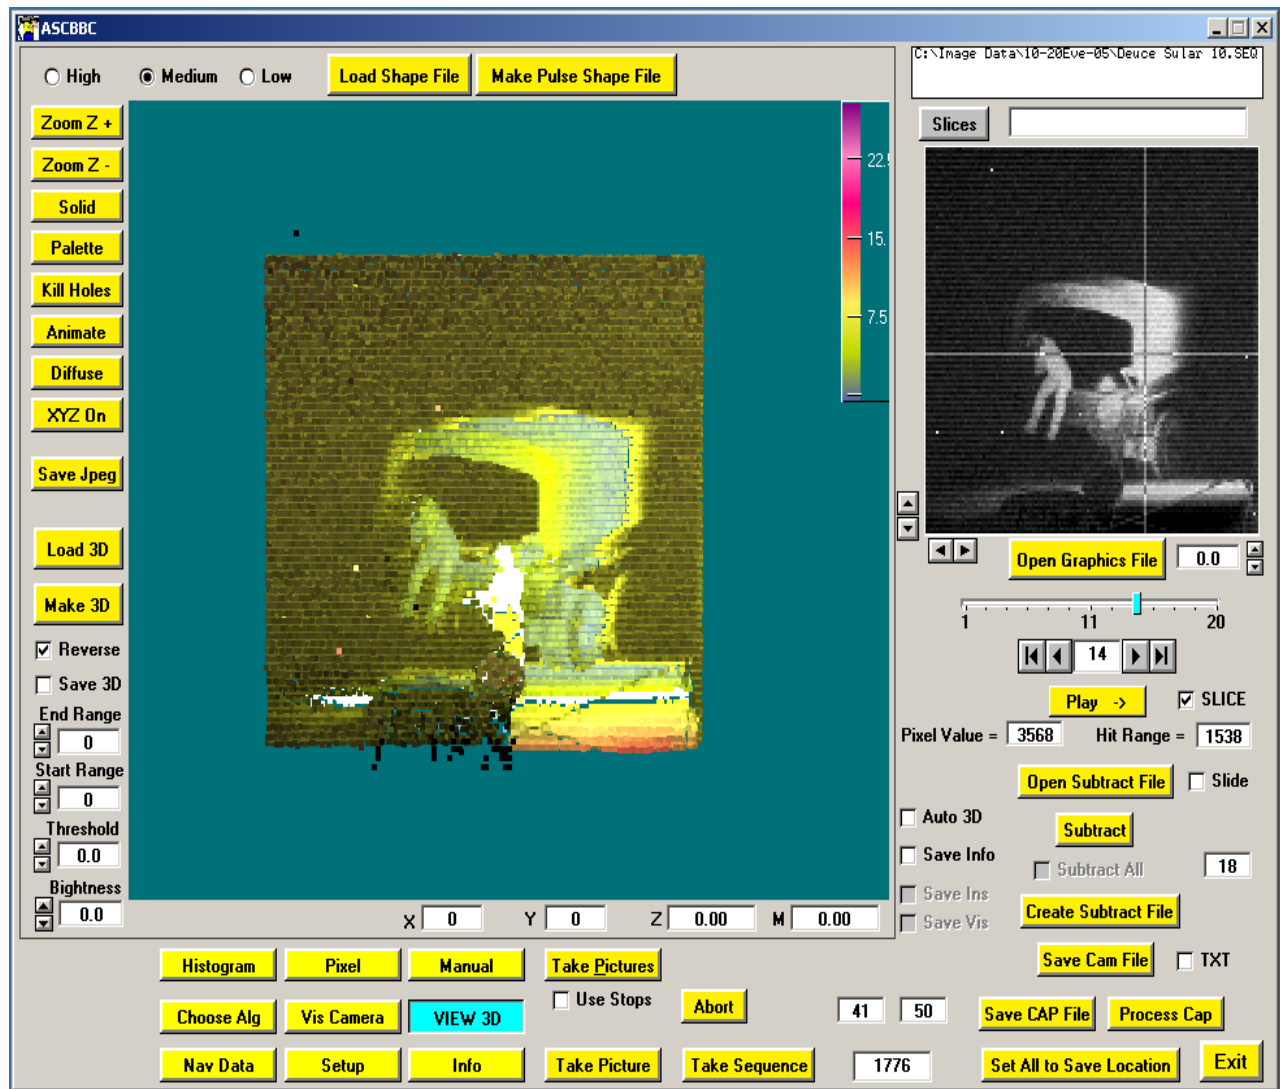 ASCBBC
High Medium Low Load Shape File Make Pulse Shape File
C:\Image Data\10-20Eve-05\Deuce Sular 10.SEQ
Zoom Z +
Zoom Z -
Solid
Palette
Kill Holes
Animate
Diffuse
XYZ On
Save Jpeg
Load 3D
Make 3D
Reverse
Save 3D
End Range
0
Start Range
0
Threshold
0.0
Bightness
0.0
22.5
15.
7.5
X 0 Y 0 Z 0.00 M 0.00
Slices
Open Graphics File 0.0
1 11 20
14
Play -> SLICE
Pixel Value = 3568 Hit Range = 1538
Open Subtract File Slide
Auto 3D Subtract
Save Info Subtract All 18
Save Ins
Save Vis Create Subtract File
Save Cam File TXT
Histogram Pixel Manual Take Pictures
Use Stops
Choose Alg Vis Camera VIEW 3D Abort 41 50 Save CAP File Process Cap
Nav Data Setup Info Take Picture Take Sequence 1776 Set All to Save Location Exit